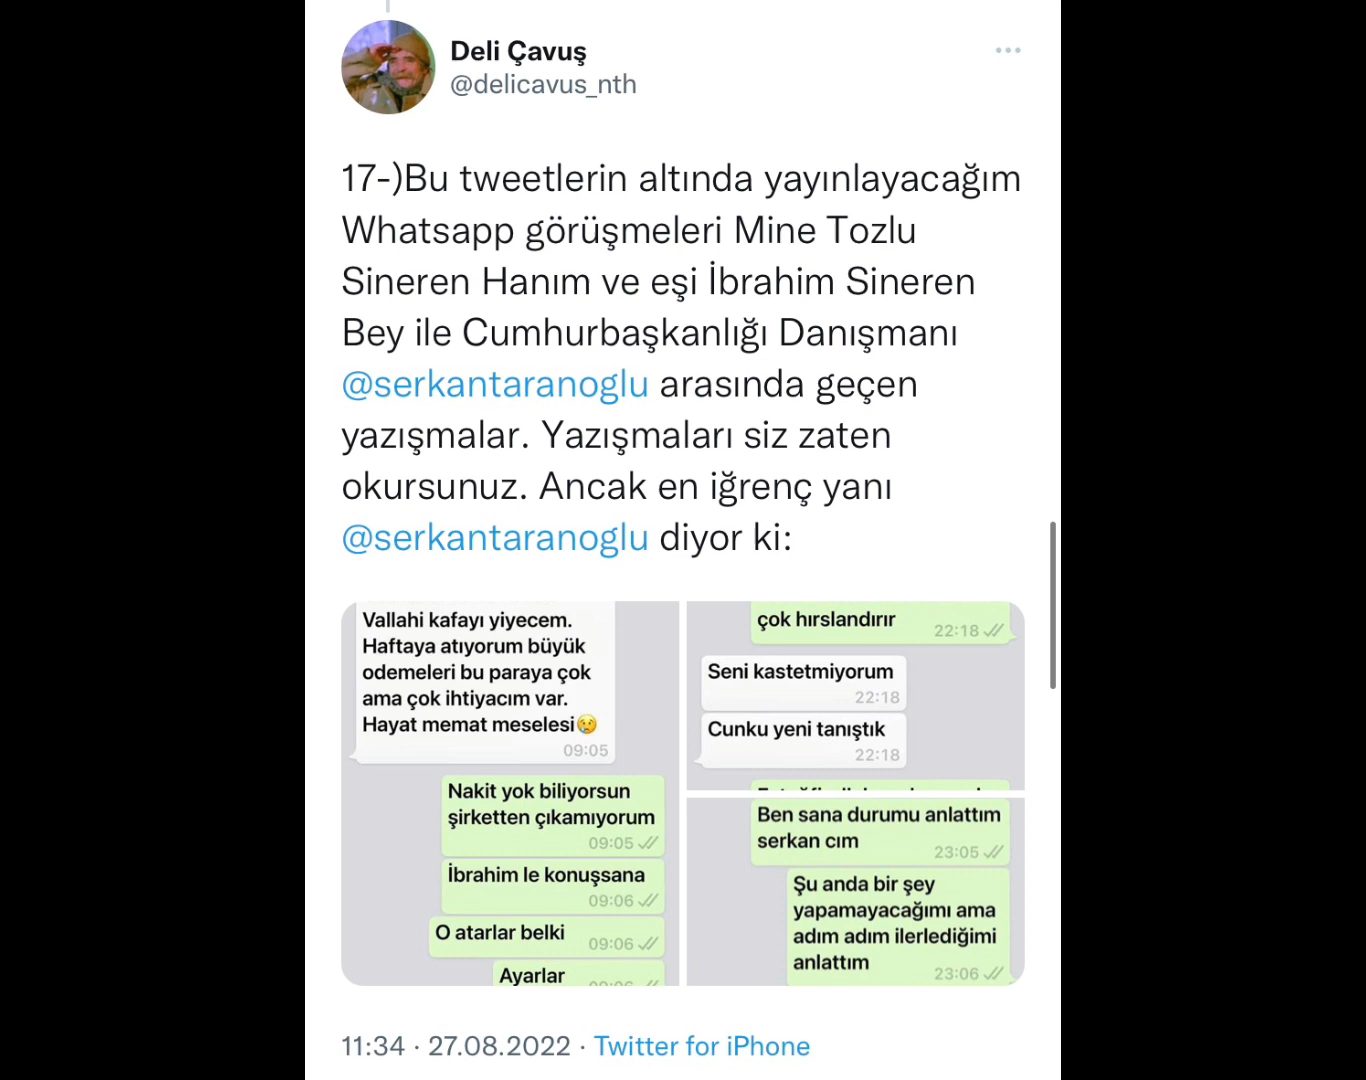 Deli Çavuş
@delicavus_nth
17-)Bu tweetlerin altında yayınlayacağım
Whatsapp görüşmeleri Mine Tozlu
Sineren Hanım ve eşi İbrahim Sineren
Bey ile Cumhurbaşkanlığı Danışmanı
@serkantaranoglu arasında geçen
yazışmalar. Yazışmaları siz zaten
okursunuz. Ancak en iğrenç yanı
@serkantaranoglu diyor ki:
Vallahi kafayı yiyecem.
Haftaya atıyorum büyük
odemeleri bu paraya çok
ama çok ihtiyacım var.
Hayat memat meselesi😢
09:05
Nakit yok biliyorsun
şirketten çıkamıyorum
09:05
İbrahim le konuşsana
09:06
O atarlar belki
09:06
Ayarlar
09:06
çok hırslandırır
22:18
Seni kastetmiyorum
22:18
Cunku yeni tanıştık
22:18
Ben sana durumu anlattım
serkan cım
23:05
Şu anda bir şey
yapamayacağımı ama
adım adım ilerlediğimi
anlattım
23:06
11:34 · 27.08.2022 · Twitter for iPhone